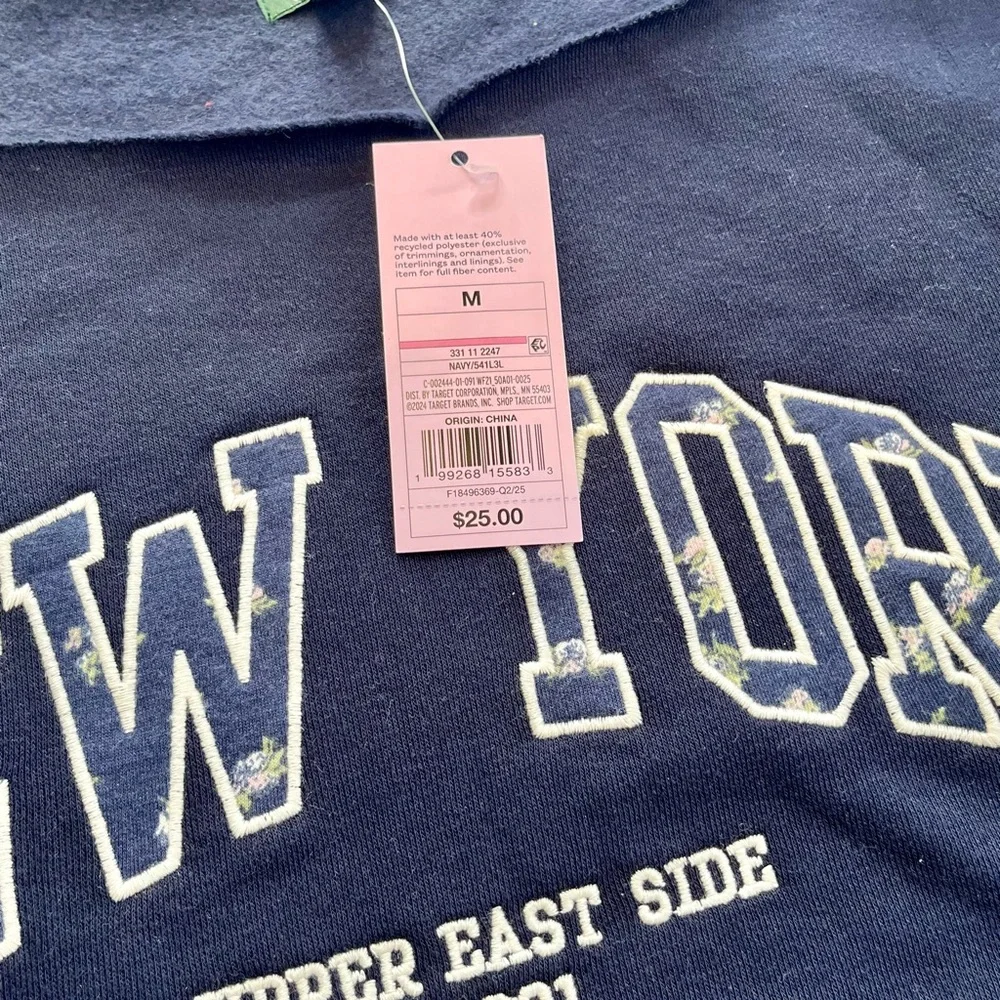 Made with at least 40%
recycled polyester (exclusive
of trimmings, ornamentation,
interlinings and linings). See
item for full fiber content.
M
331 11 2247
NAVY/541L3L
C-002444-01-091 WF21_50A01-0025
DIST. BY TARGET CORPORATION, MPLS., MN 55403
©2024 TARGET BRANDS, INC. SHOP TARGET.COM
ORIGIN: CHINA
1 99268 15583 3
F18496369-Q2/25
$25.00
EW YOR
UPPER EAST SIDE